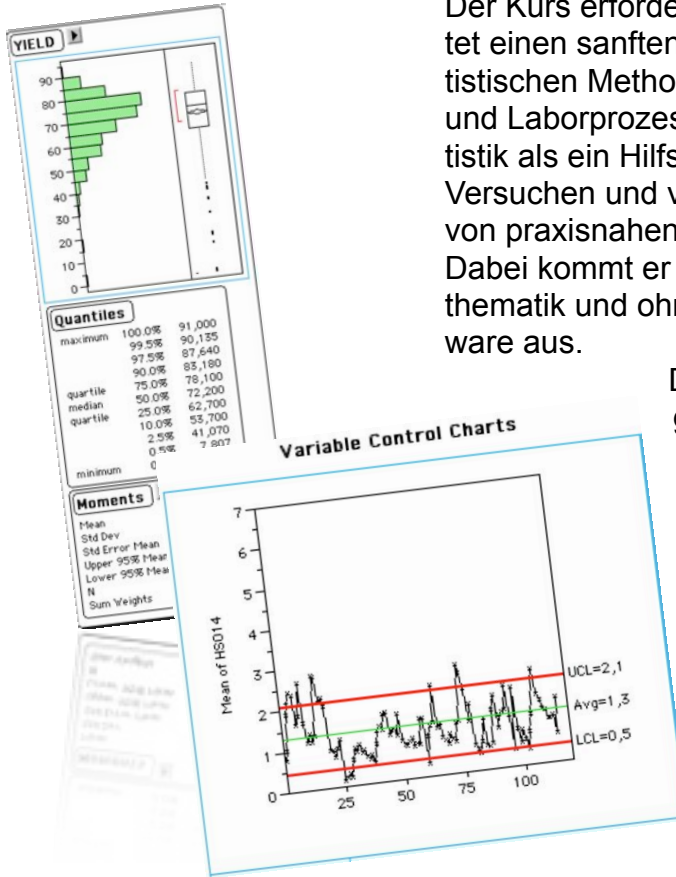 Der Kurs erforde
tet einen sanften
tistischen Metho
und Laborprozes
tistik als ein Hilfs
Versuchen und v
von praxisnahen
Dabei kommt er
thematik und ohn
ware aus.
D
g
YIELD
90
80
70
60
50
40
30
20
10
0
Quantiles
maximum 100.0% 91,000
99.5% 90,135
97.5% 87,640
90.0% 83,180
quartile 75.0% 78,100
median 50.0% 72,200
quartile 25.0% 62,700
10.0% 53,700
2.5% 41,070
0.5% 7,807
minimum 0
Moments
Mean
Std Dev
Std Error Mean
Upper 95% Mean
Lower 95% Mea
N
Sum Weights
Variable Control Charts
Mean of HS014
7
6
5
4
3
2
1
0
25 50 75 100
UCL=2,1
Avg=1,3
LCL=0,5